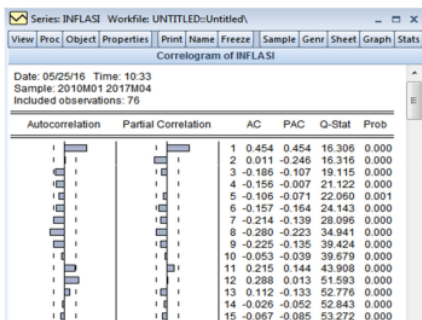 Series: INFLASI Workfile: UNTITLED::Untitled\
View Proc Object Properties Print Name Freeze Sample Genr Sheet Graph Stats
Correlogram of INFLASI
Date: 05/25/16 Time: 10:33
Sample: 2010M01 2017M04
Included observations: 76
Autocorrelation Partial Correlation AC PAC Q-Stat Prob
1 0.454 0.454 16.306 0.000
2 0.011 -0.246 16.316 0.000
3 -0.186 -0.107 19.115 0.000
4 -0.156 -0.007 21.122 0.000
5 -0.106 -0.071 22.060 0.001
6 -0.157 -0.164 24.143 0.000
7 -0.214 -0.139 28.096 0.000
8 -0.280 -0.223 34.941 0.000
9 -0.225 -0.135 39.424 0.000
10 -0.053 -0.039 39.679 0.000
11 0.215 0.144 43.908 0.000
12 0.288 0.013 51.593 0.000
13 0.112 -0.133 52.776 0.000
14 -0.026 -0.052 52.843 0.000
15 -0.067 -0.085 53.272 0.000